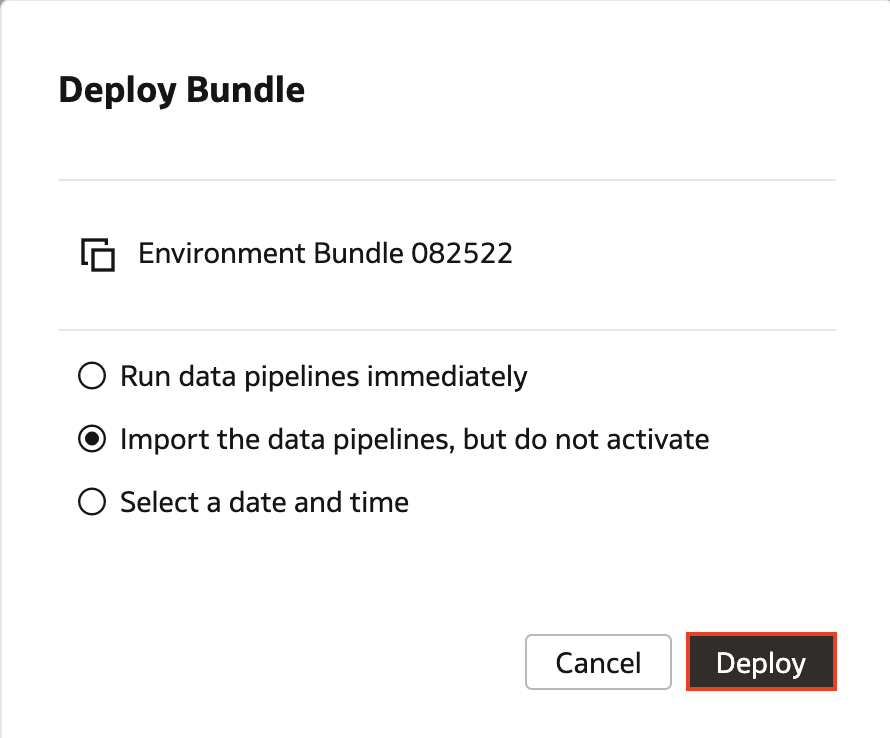 Deploy Bundle
Environment Bundle 082522
Run data pipelines immediately
Import the data pipelines, but do not activate
Select a date and time
Cancel Deploy